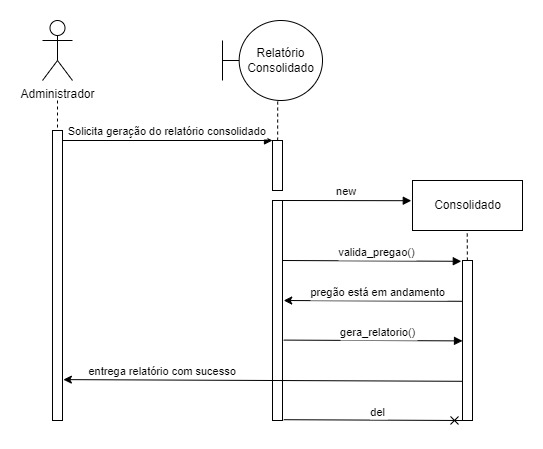 Relatório
Consolidado
Administrador
Solicita geração do relatório consolidado
new
Consolidado
valida_pregao()
pregão está em andamento
gera_relatorio()
entrega relatório com sucesso
del